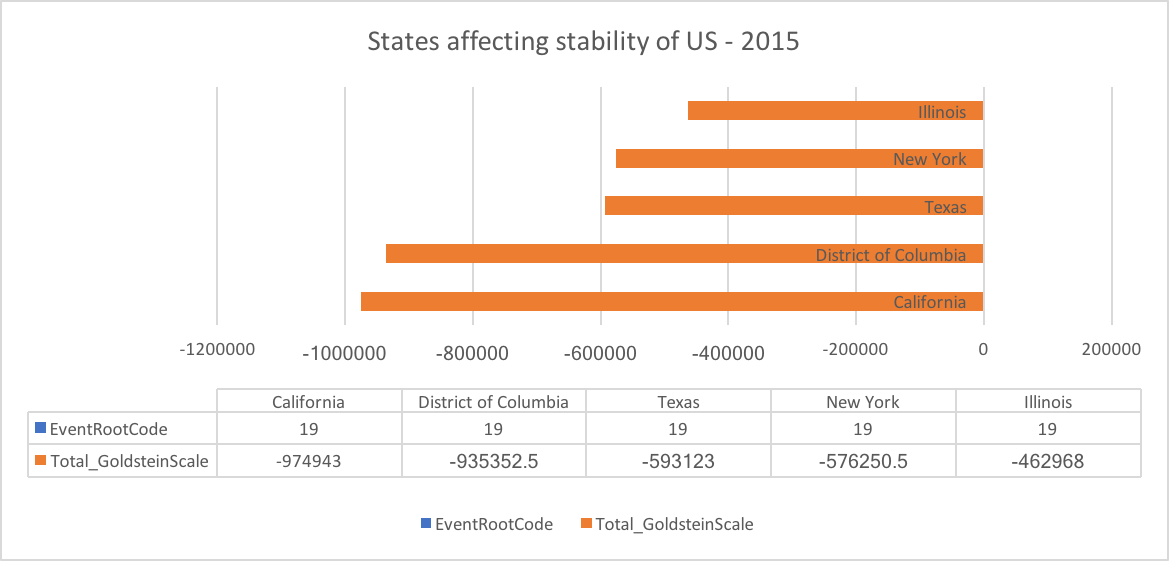 States affecting stability of US - 2015
Illinois
New York
Texas
District of Columbia
California
-1200000 -1000000 -800000 -600000 -400000 -200000 0 200000
California District of Columbia Texas New York Illinois
EventRootCode 19 19 19 19 19
Total_GoldsteinScale -974943 -935352.5 -593123 -576250.5 -462968
EventRootCode Total_GoldsteinScale